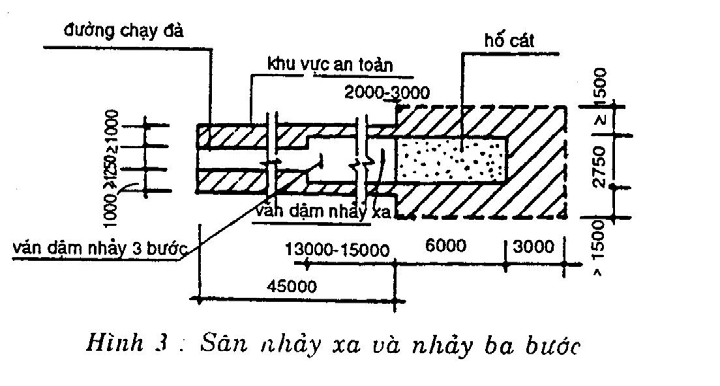 đường chạy đà
hố cát
khu vực an toàn
2000-3000
≥ 1500
≥1000
≥1250
1000
2750
ván dậm nhảy xa
ván dậm nhảy 3 bước
> 1500
13000-15000
6000
3000
45000
Hình 3 : Sân nhảy xa và nhảy ba bước